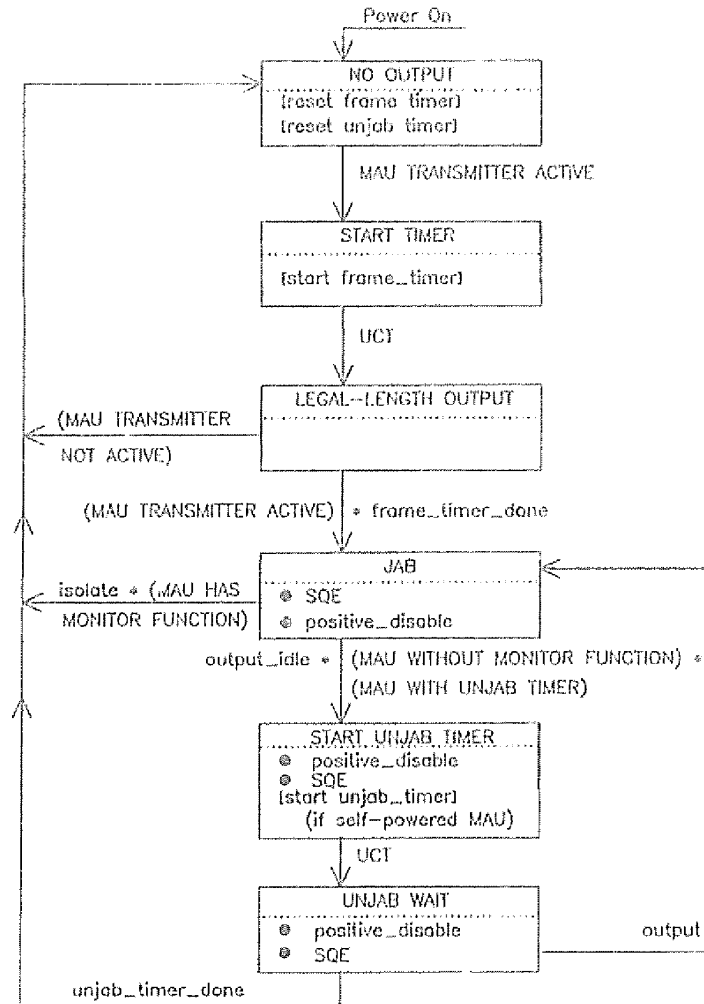 Power On
NO OUTPUT
[reset frame timer]
[reset unjab timer]
MAU TRANSMITTER ACTIVE
START TIMER
[start frame_timer]
UCT
LEGAL--LENGTH OUTPUT
(MAU TRANSMITTER
NOT ACTIVE)
(MAU TRANSMITTER ACTIVE) * frame_timer_done
JAB
isolate * (MAU HAS
MONITOR FUNCTION)
● SQE
● positive_disable
output_idle * (MAU WITHOUT MONITOR FUNCTION) *
(MAU WITH UNJAB TIMER)
START UNJAB TIMER
● positive_disable
● SQE
[start unjab_timer]
(if self-powered MAU)
UCT
UNJAB WAIT
● positive_disable
● SQE
output
unjab_timer_done